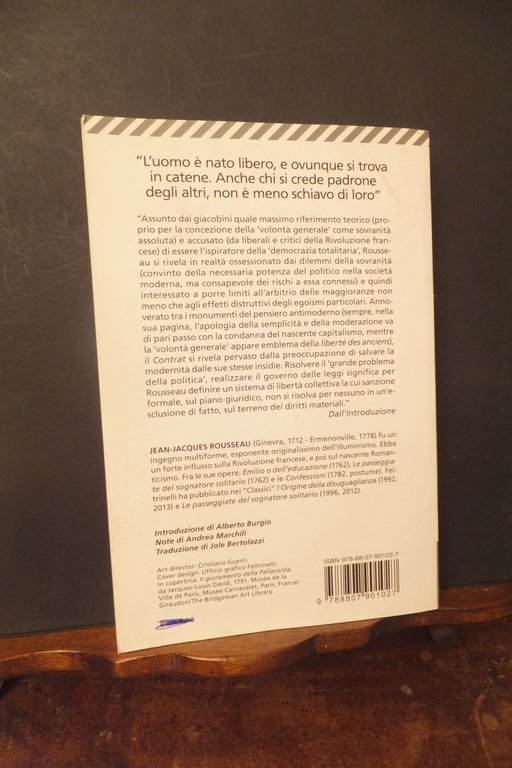 "L'uomo è nato libero, e ovunque si trova
in catene. Anche chi si crede padrone
degli altri, non è meno schiavo di loro"
"Assunto dai giacobini quale massimo riferimento teorico (pro-
prio per la concezione della 'volontà generale' come sovranità
assoluta) e accusato (da liberali e critici della Rivoluzione fran-
cese) di essere l'ispiratore della 'democrazia totalitaria', Rousse-
au si rivela in realtà ossessionato dai dilemmi della sovranità
(convinto della necessaria potenza del politico nella società
moderna, ma consapevole dei rischi a essa connessi) e quindi
interessato a porre limiti all'arbitrio delle maggioranze non
meno che agli effetti distruttivi degli egoismi particolari. Anno-
verato tra i monumenti del pensiero antimoderno (sempre, nella
sua pagina, l'apologia della semplicità e della moderazione va
di pari passo con la condanna del nascente capitalismo, mentre
la 'volontà generale' appare emblema della liberté des anciens),
il Contrat si rivela pervaso dalla preoccupazione di salvare la
modernità dalle sue stesse insidie. Risolvere il 'grande problema
della politica', realizzare il governo delle leggi significa per
Rousseau definire un sistema di libertà collettiva la cui sanzione
formale, sul piano giuridico, non si risolva per nessuno in un'e-
sclusione di fatto, sul terreno dei diritti materiali."
Dall'Introduzione
JEAN-JACQUES ROUSSEAU (Ginevra, 1712 - Ermenonville, 1778) fu un
ingegno multiforme, esponente originalissimo dell'Illuminismo. Ebbe
un forte influsso sulla Rivoluzione francese, e poi sul nascente Roman-
ticismo. Fra le sue opere, Emilio o dell'educazione (1762), Le passeggia-
te del sognatore solitario (1762) e le Confessioni (1782, postume). Fel-
trinelli ha pubblicato nei "Classici" l'Origine della disuguaglianza (1992,
2013) e Le passeggiate del sognatore solitario (1996, 2012).
Introduzione di Alberto Burgio
Note di Andrea Marchili
Traduzione di Jole Bertolazzi
Art director: Cristiano Guerri.
Cover design: Ufficio grafico Feltrinelli.
In copertina: Il giuramento della Pallacorda,
da Jacques-Louis David, 1791. Musée de la
Ville de Paris, Musée Carnavalet, Paris, France/
Giraudon/The Bridgeman Art Library.
ISBN 978-88-07-90102-7
9 788807 901027